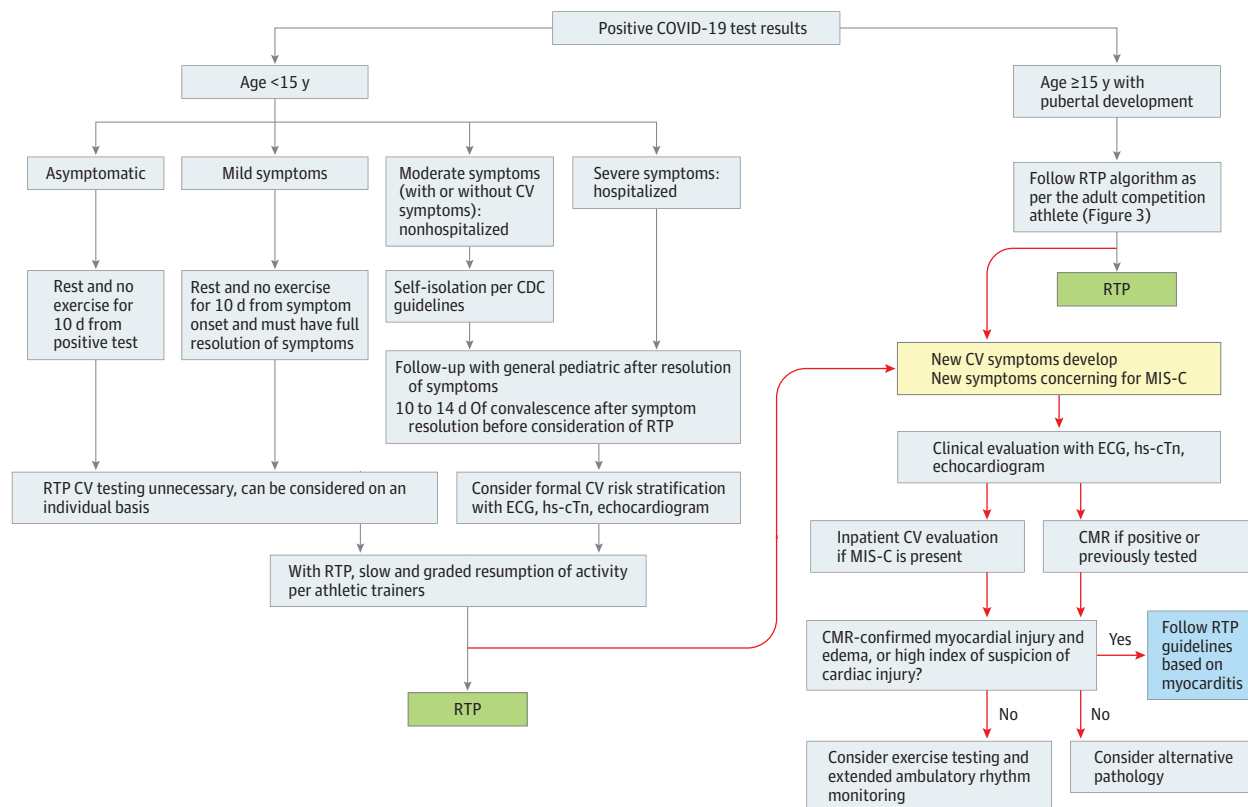 Positive COVID-19 test results
Age <15 y
Age ≥15 y with
pubertal development
Asymptomatic
Mild symptoms
Moderate symptoms
(with or without CV
symptoms):
nonhospitalized
Severe symptoms:
hospitalized
Follow RTP algorithm as
per the adult competition
athlete (Figure 3)
Rest and no
exercise for
10 d from
positive test
Rest and no exercise
for 10 d from symptom
onset and must have full
resolution of symptoms
Self-isolation per CDC
guidelines
RTP
Follow-up with general pediatric after resolution
of symptoms
10 to 14 d Of convalescence after symptom
resolution before consideration of RTP
New CV symptoms develop
New symptoms concerning for MIS-C
Clinical evaluation with ECG, hs-cTn,
echocardiogram
RTP CV testing unnecessary, can be considered on an
individual basis
Consider formal CV risk stratification
with ECG, hs-cTn, echocardiogram
Inpatient CV evaluation
if MIS-C is present
CMR if positive or
previously tested
With RTP, slow and graded resumption of activity
per athletic trainers
CMR-confirmed myocardial injury and
edema, or high index of suspicion of
cardiac injury?
Yes
Follow RTP
guidelines
based on
myocarditis
RTP
No
No
Consider exercise testing and
extended ambulatory rhythm
monitoring
Consider alternative
pathology